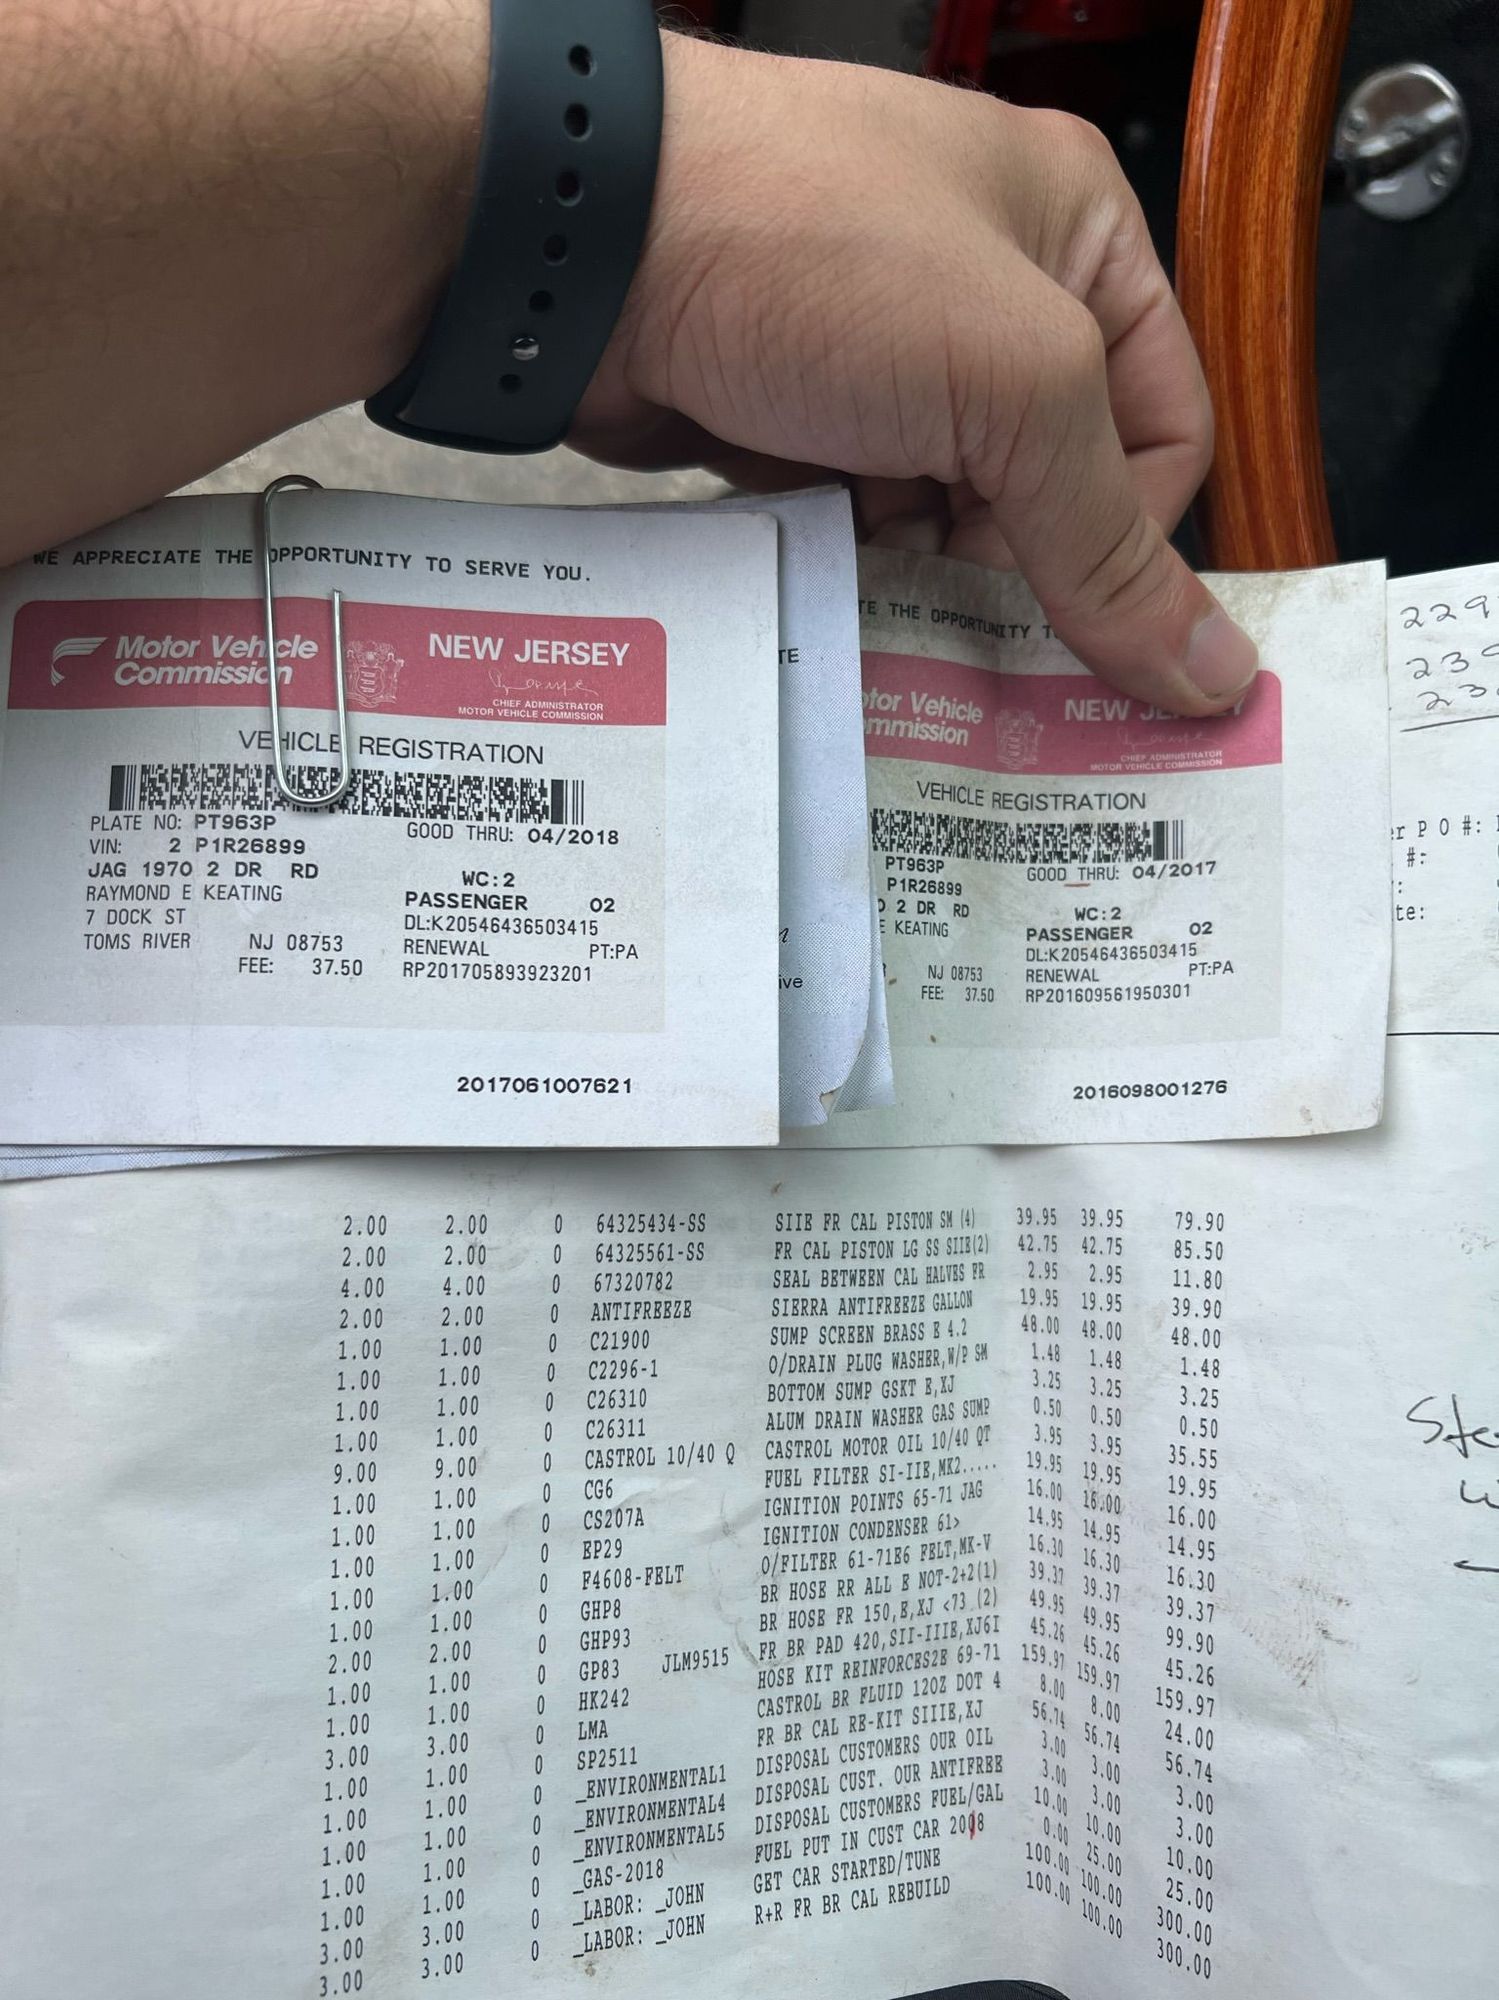 WE APPRECIATE THE OPPORTUNITY TO SERVE YOU.
Motor Vehicle
Commission
NEW JERSEY
CHIEF ADMINISTRATOR
MOTOR VEHICLE COMMISSION
VEHICLE REGISTRATION
PLATE NO: PT963P GOOD THRU: 04/2018
VIN: 2 P1R26899
JAG 1970 2 DR RD WC:2
RAYMOND E KEATING PASSENGER 02
7 DOCK ST DL:K20546436503415
TOMS RIVER NJ 08753 RENEWAL PT:PA
FEE: 37.50 RP201705893923201
2017061007621
TE
ive
TE THE OPPORTUNITY T
otor Vehicle
mmission
NEW JE Y
CHIEF ADMINISTRATOR
MOTOR VEHICLE COMMISSION
VEHICLE REGISTRATION
PT963P GOOD THRU: 04/2017
P1R26899
2 DR RD WC:2
E KEATING PASSENGER 02
DL:K20546436503415
NJ 08753 RENEWAL PT:PA
FEE: 37.50 RP201609561950301
2016098001276
229
239
23
er P O #:
#:
:
te:
2.00 2.00 0 64325434-SS SIIE FR CAL PISTON SM (4) 39.95 39.95 79.90
2.00 2.00 0 64325561-SS FR CAL PISTON LG SS SIIE(2) 42.75 42.75 85.50
4.00 4.00 0 67320782 SEAL BETWEEN CAL HALVES FR 2.95 2.95 11.80
2.00 2.00 0 ANTIFREEZE SIERRA ANTIFREEZE GALLON 19.95 19.95 39.90
1.00 1.00 0 C21900 SUMP SCREEN BRASS E 4.2 48.00 48.00 48.00
1.00 1.00 0 C2296-1 O/DRAIN PLUG WASHER,W/P SM 1.48 1.48 1.48
1.00 1.00 0 C26310 BOTTOM SUMP GSKT E,XJ 3.25 3.25 3.25
1.00 1.00 0 C26311 ALUM DRAIN WASHER GAS SUMP 0.50 0.50 0.50
9.00 9.00 0 CASTROL 10/40 Q CASTROL MOTOR OIL 10/40 QT 3.95 3.95 35.55
1.00 1.00 0 CG6 FUEL FILTER SI-IIE,MK2..... 19.95 19.95 19.95
1.00 1.00 0 CS207A IGNITION POINTS 65-71 JAG 16.00 16.00 16.00
1.00 1.00 0 EP29 IGNITION CONDENSER 61> 14.95 14.95 14.95
1.00 1.00 0 F4608-FELT O/FILTER 61-71E6 FELT,MK-V 16.30 16.30 16.30
1.00 1.00 0 GHP8 BR HOSE RR ALL E NOT-2+2(1) 39.37 39.37 39.37
2.00 2.00 0 GHP93 BR HOSE FR 150,E,XJ <73 (2) 49.95 49.95 99.90
1.00 1.00 0 GP83 JLM9515 FR BR PAD 420,SII-IIIE,XJ6I 45.26 45.26 45.26
1.00 1.00 0 HK242 HOSE KIT REINFORCES2E 69-71 159.97 159.97 159.97
3.00 3.00 0 LMA CASTROL BR FLUID 12OZ DOT 4 8.00 8.00 24.00
1.00 1.00 0 SP2511 FR BR CAL RE-KIT SIIIE,XJ 56.74 56.74 56.74
1.00 1.00 0 _ENVIRONMENTAL1 DISPOSAL CUSTOMERS OUR OIL 3.00 3.00 3.00
1.00 1.00 0 _ENVIRONMENTAL4 DISPOSAL CUST. OUR ANTIFREE 3.00 3.00 3.00
1.00 1.00 0 _ENVIRONMENTAL5 DISPOSAL CUSTOMERS FUEL/GAL 10.00 10.00 10.00
1.00 1.00 0 _GAS-2018 FUEL PUT IN CUST CAR 2008 0.00 25.00 25.00
3.00 3.00 0 _LABOR: _JOHN GET CAR STARTED/TUNE 100.00 100.00 300.00
3.00 3.00 0 _LABOR: _JOHN R+R FR BR CAL REBUILD 100.00 100.00 300.00